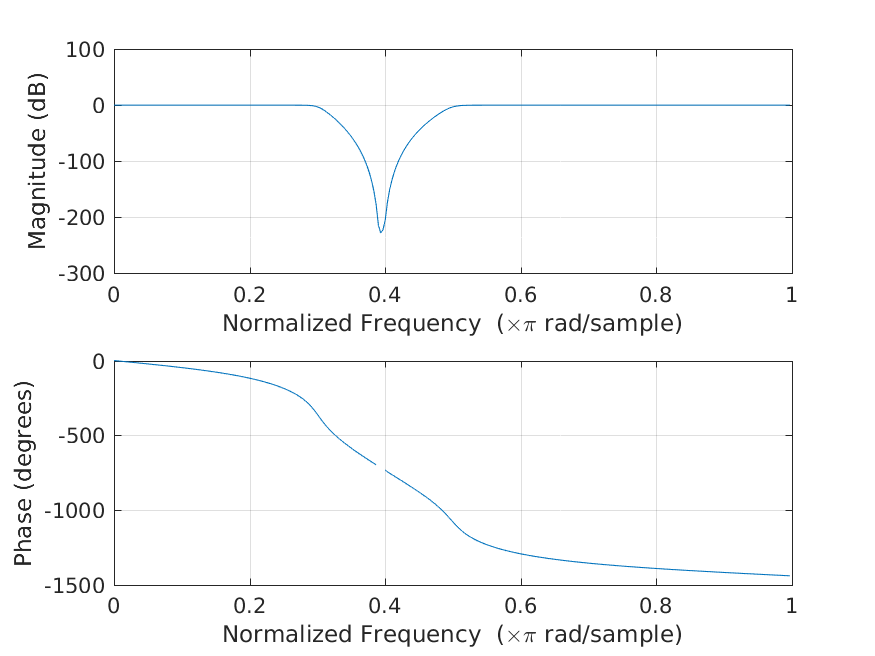 Magnitude (dB)
100
0
-100
-200
-300
0 0.2 0.4 0.6 0.8 1
Normalized Frequency (×π rad/sample)
Phase (degrees)
0
-500
-1000
-1500
0 0.2 0.4 0.6 0.8 1
Normalized Frequency (×π rad/sample)